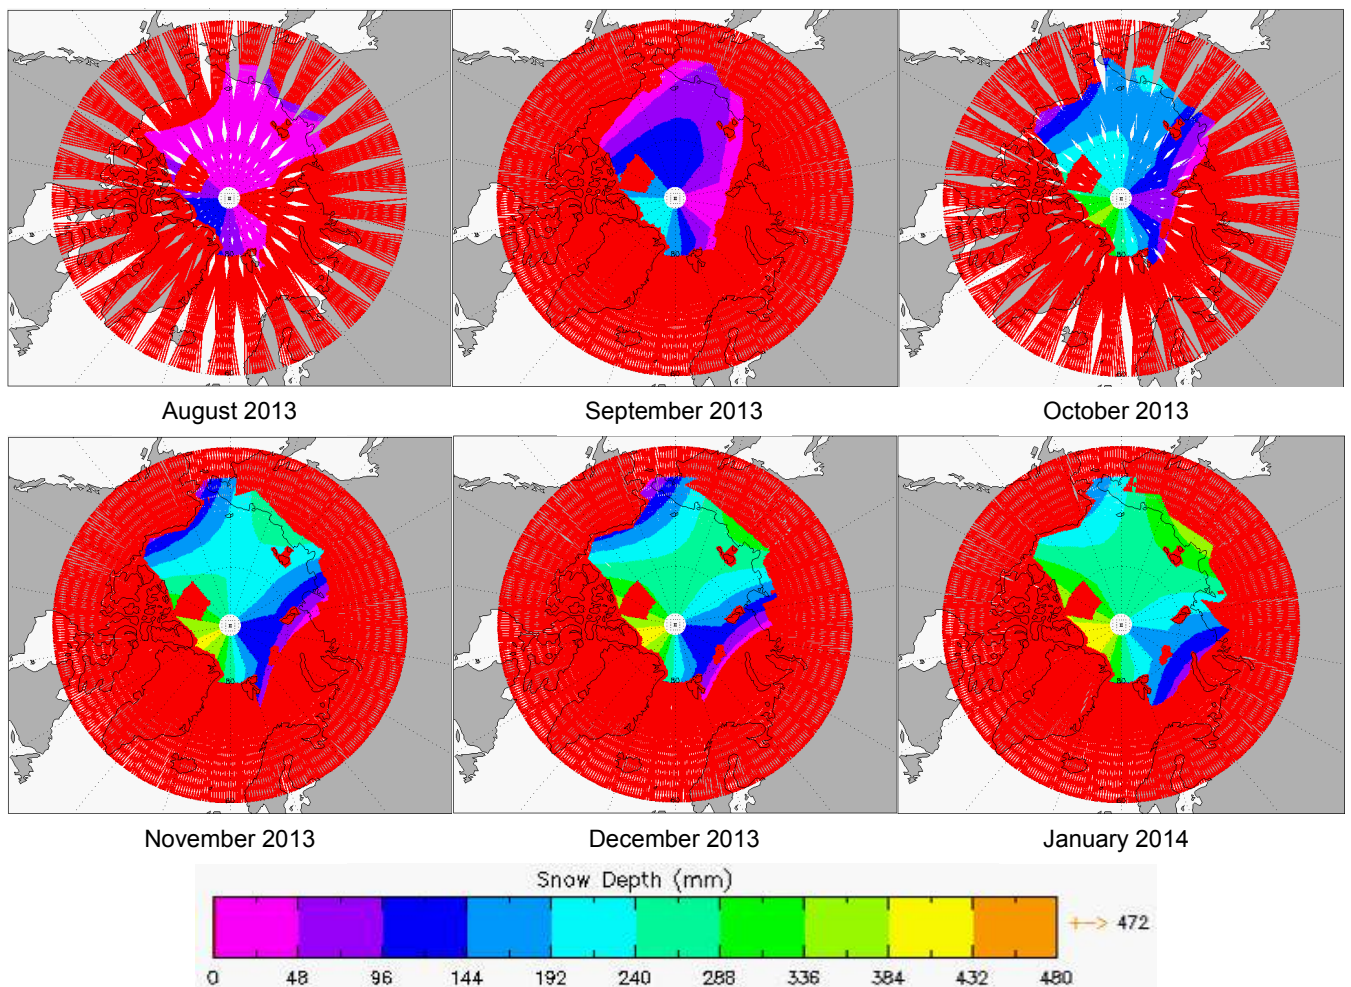 August 2013
September 2013
October 2013
November 2013
December 2013
January 2014
Snow Depth (mm)
+--> 472
0 48 96 144 192 240 288 336 384 432 480